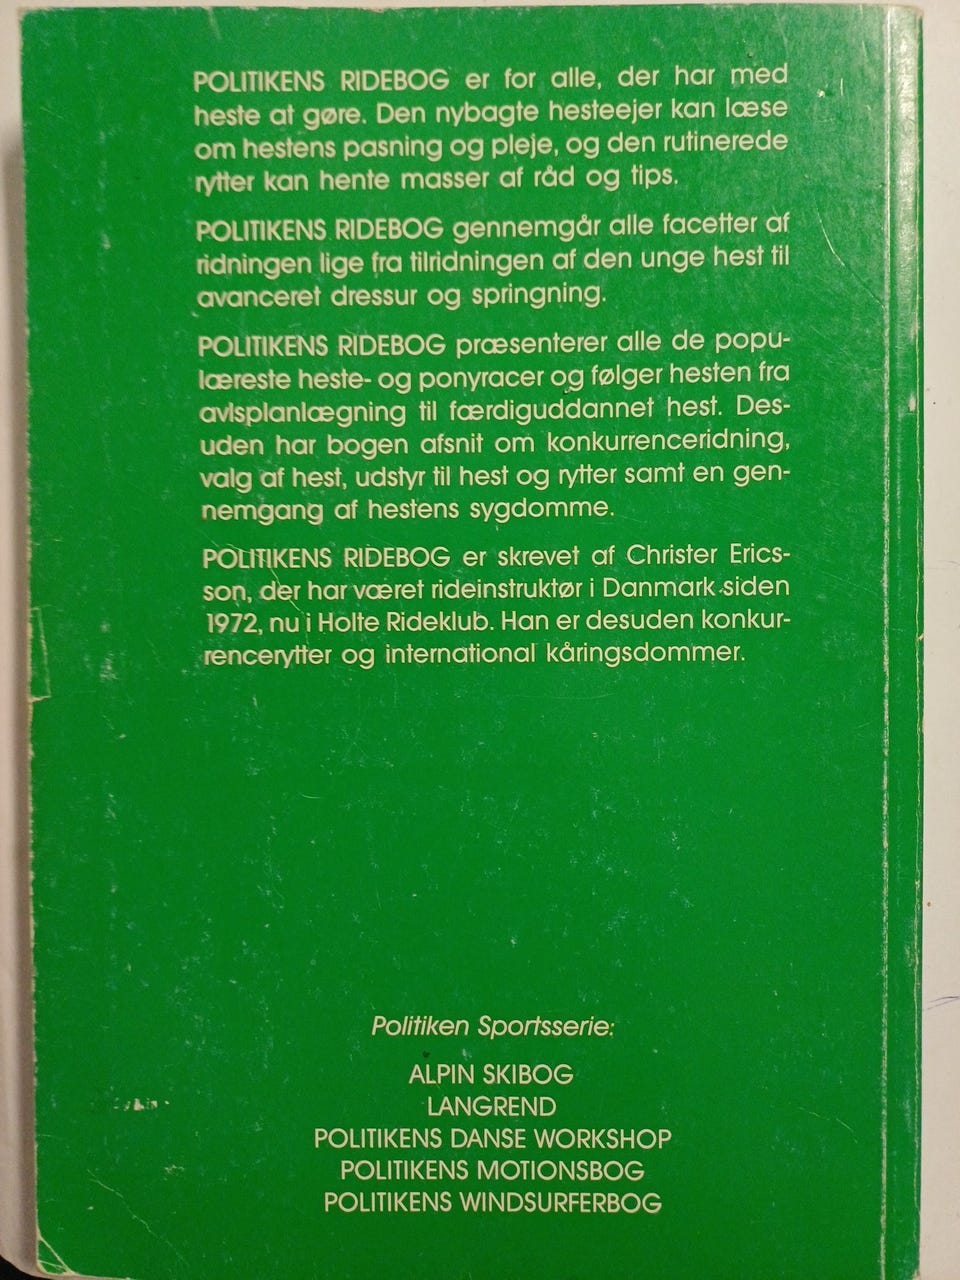 POLITIKENS RIDEBOG er for alle, der har med
heste at gøre. Den nybagte hesteejer kan læse
om hestens pasning og pleje, og den rutinerede
rytter kan hente masser af råd og tips.
POLITIKENS RIDEBOG gennemgår alle facetter af
ridningen lige fra tilridningen af den unge hest til
avanceret dressur og springning.
POLITIKENS RIDEBOG præsenterer alle de popu-
læreste heste- og ponyracer og følger hesten fra
avlsplanlægning til færdiguddannet hest. Des-
uden har bogen afsnit om konkurrenceridning,
valg af hest, udstyr til hest og rytter samt en gen-
nemgang af hestens sygdomme.
POLITIKENS RIDEBOG er skrevet af Christer Erics-
son, der har været rideinstruktør i Danmark siden
1972, nu i Holte Rideklub. Han er desuden konkur-
rencerytter og international kåringsdommer.
Politiken Sportsserie:
ALPIN SKIBOG
LANGREND
POLITIKENS DANSE WORKSHOP
POLITIKENS MOTIONSBOG
POLITIKENS WINDSURFERBOG